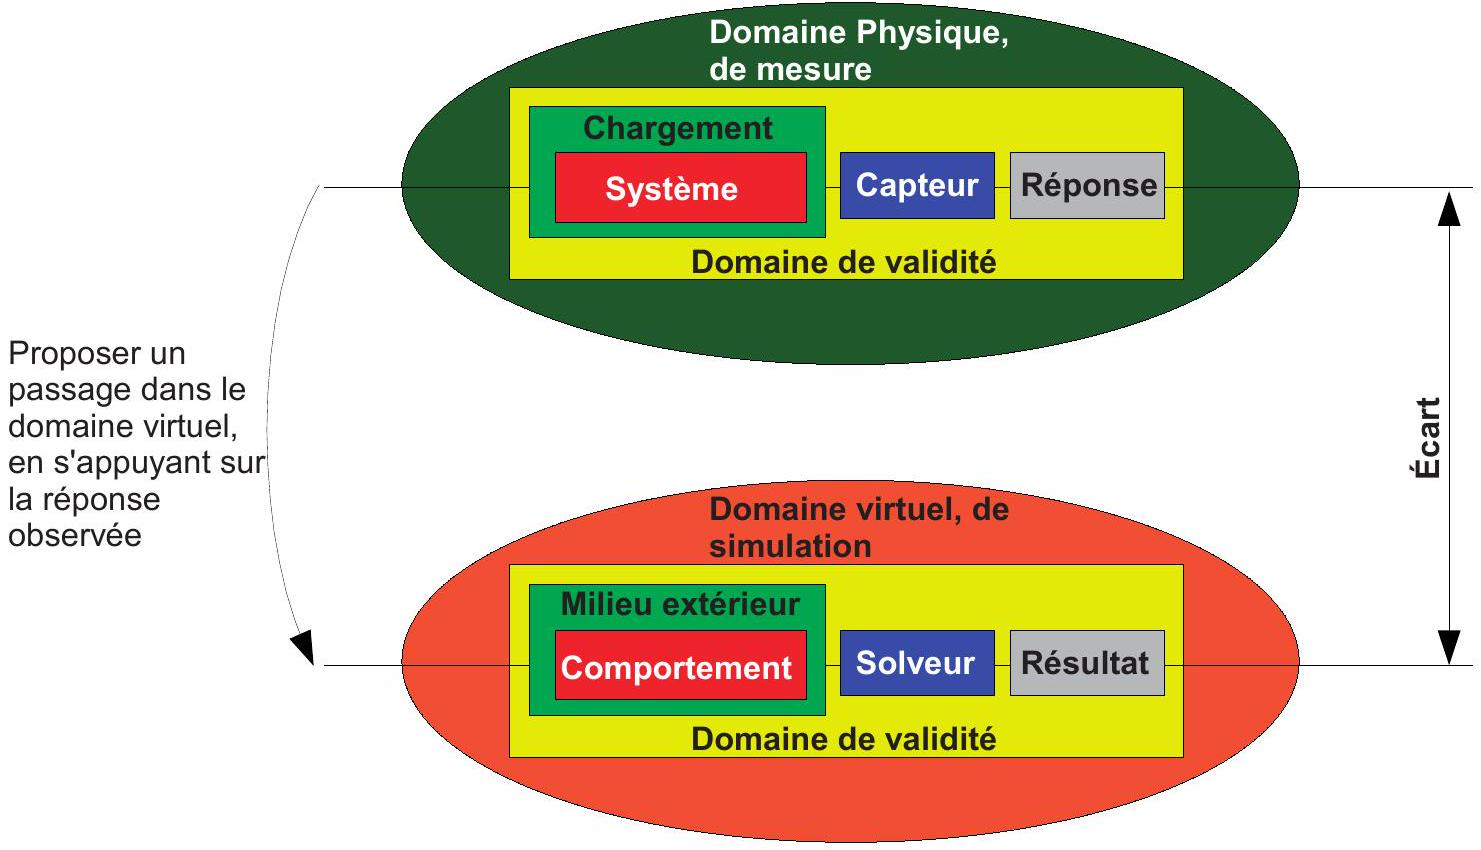 Domaine Physique,
de mesure
Chargement
Système
Capteur
Réponse
Domaine de validité
Proposer un
passage dans le
domaine virtuel,
en s'appuyant sur
la réponse
observée
Écart
Domaine virtuel, de
simulation
Milieu extérieur
Comportement
Solveur
Résultat
Domaine de validité